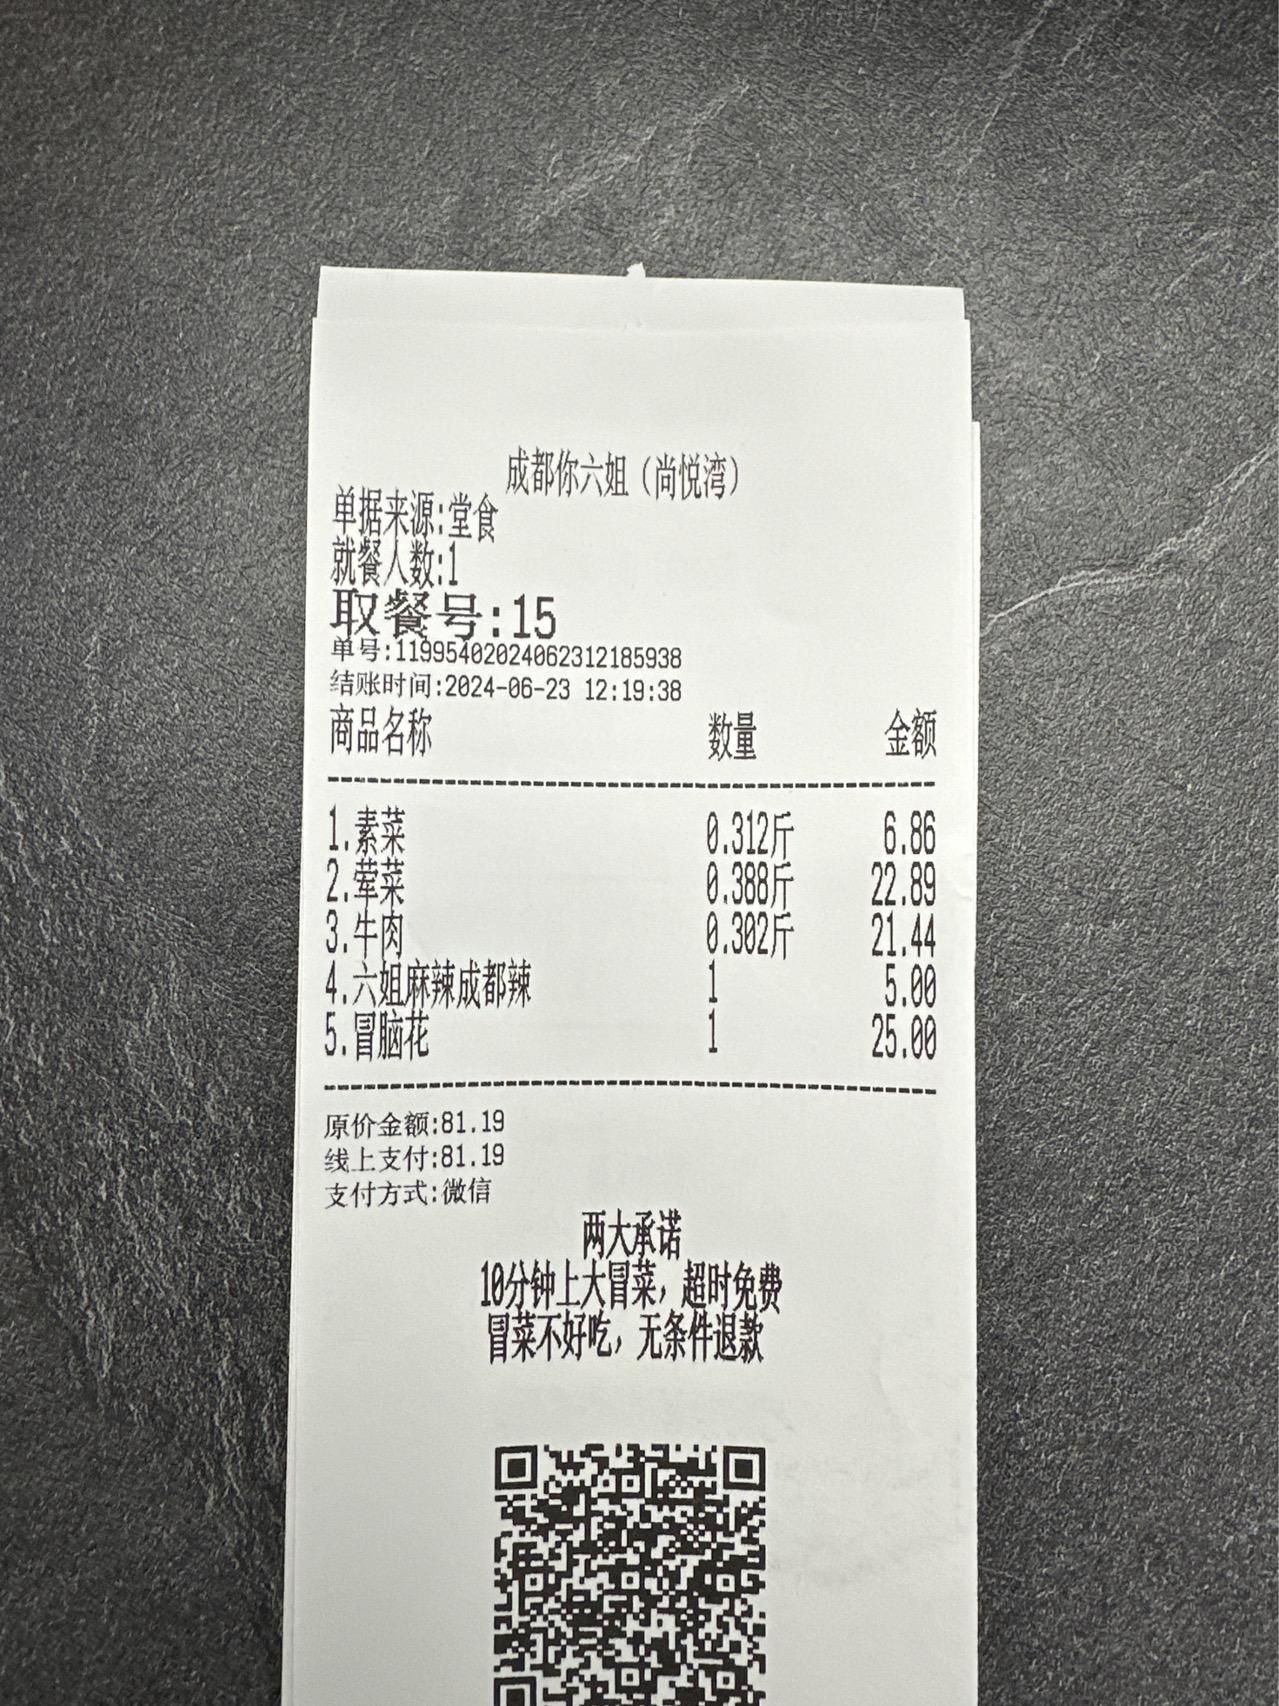 成都你六姐（尚悦湾）
单据来源:堂食
就餐人数:1
取餐号:15
单号:11995402024062312185938
结账时间:2024-06-23 12:19:38
商品名称 数量 金额
1.素菜 0.312斤 6.86
2.荤菜 0.388斤 22.89
3.牛肉 0.302斤 21.44
4.六姐麻辣成都辣 1 5.00
5.冒脑花 1 25.00
原价金额:81.19
线上支付:81.19
支付方式:微信
两大承诺
10分钟上大冒菜，超时免费
冒菜不好吃，无条件退款